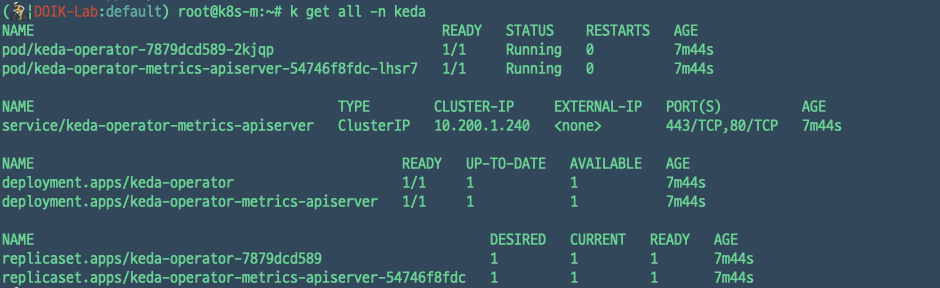 (🐤|DOIK-Lab:default) root@k8s-m:~# k get all -n keda
NAME READY STATUS RESTARTS AGE
pod/keda-operator-7879dcd589-2kjqp 1/1 Running 0 7m44s
pod/keda-operator-metrics-apiserver-54746f8fdc-lhsr7 1/1 Running 0 7m44s
NAME TYPE CLUSTER-IP EXTERNAL-IP PORT(S) AGE
service/keda-operator-metrics-apiserver ClusterIP 10.200.1.240 <none> 443/TCP,80/TCP 7m44s
NAME READY UP-TO-DATE AVAILABLE AGE
deployment.apps/keda-operator 1/1 1 1 7m44s
deployment.apps/keda-operator-metrics-apiserver 1/1 1 1 7m44s
NAME DESIRED CURRENT READY AGE
replicaset.apps/keda-operator-7879dcd589 1 1 1 7m44s
replicaset.apps/keda-operator-metrics-apiserver-54746f8fdc 1 1 1 7m44s